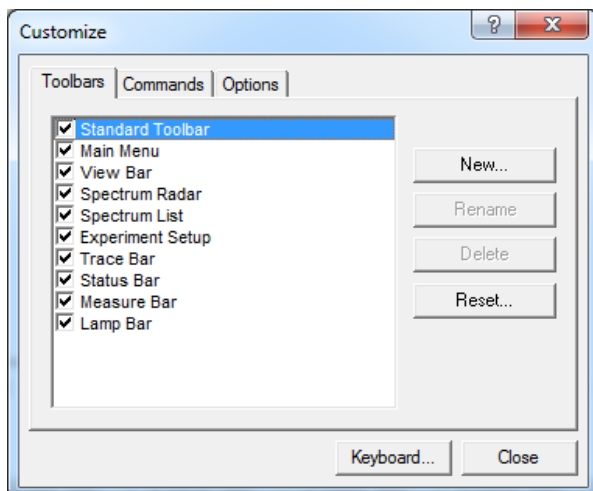 Customize
Toolbars Commands Options
Standard Toolbar
Main Menu
View Bar
Spectrum Radar
Spectrum List
Experiment Setup
Trace Bar
Status Bar
Measure Bar
Lamp Bar
New...
Rename
Delete
Reset...
Keyboard... Close